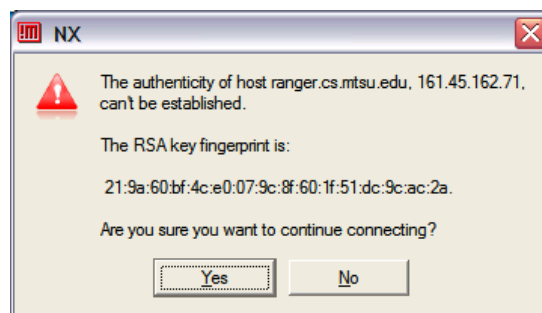 !M NX
The authenticity of host ranger.cs.mtsu.edu, 161.45.162.71,
can't be established.
The RSA key fingerprint is:
21:9a:60:bf:4c:e0:07:9c:8f:60:1f:51:dc:9c:ac:2a.
Are you sure you want to continue connecting?
Yes No